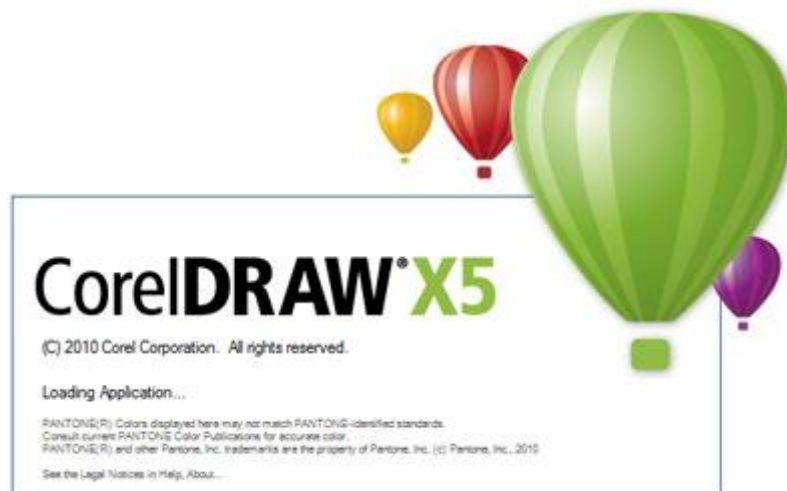 CorelDRAW® X5
(C) 2010 Corel Corporation.  All rights reserved.
Loading Application...
PANTONE(R) Colors displayed here may not match PANTONE-identified standards.
Consult current PANTONE Color Publications for accurate color.
PANTONE(R) and other Pantone, Inc. trademarks are the property of Pantone, Inc. (c) Pantone, Inc., 2010
See the Legal Notices in Help, About...